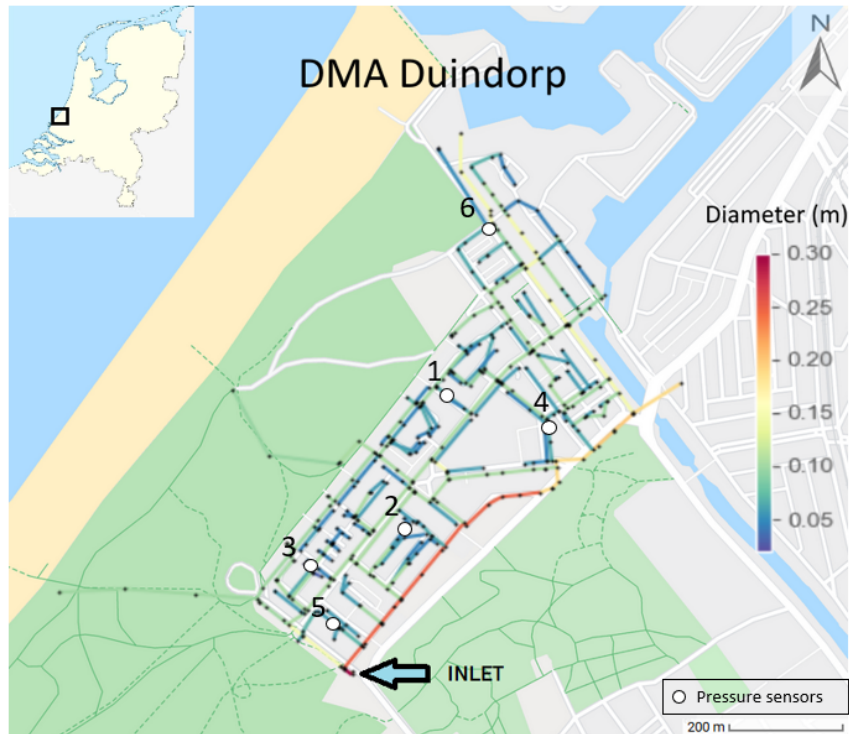 DMA Duindorp
N
6
Diameter (m)
0.30
0.25
0.20
0.15
0.10
0.05
1
4
2
3
5
INLET
Pressure sensors
200 m